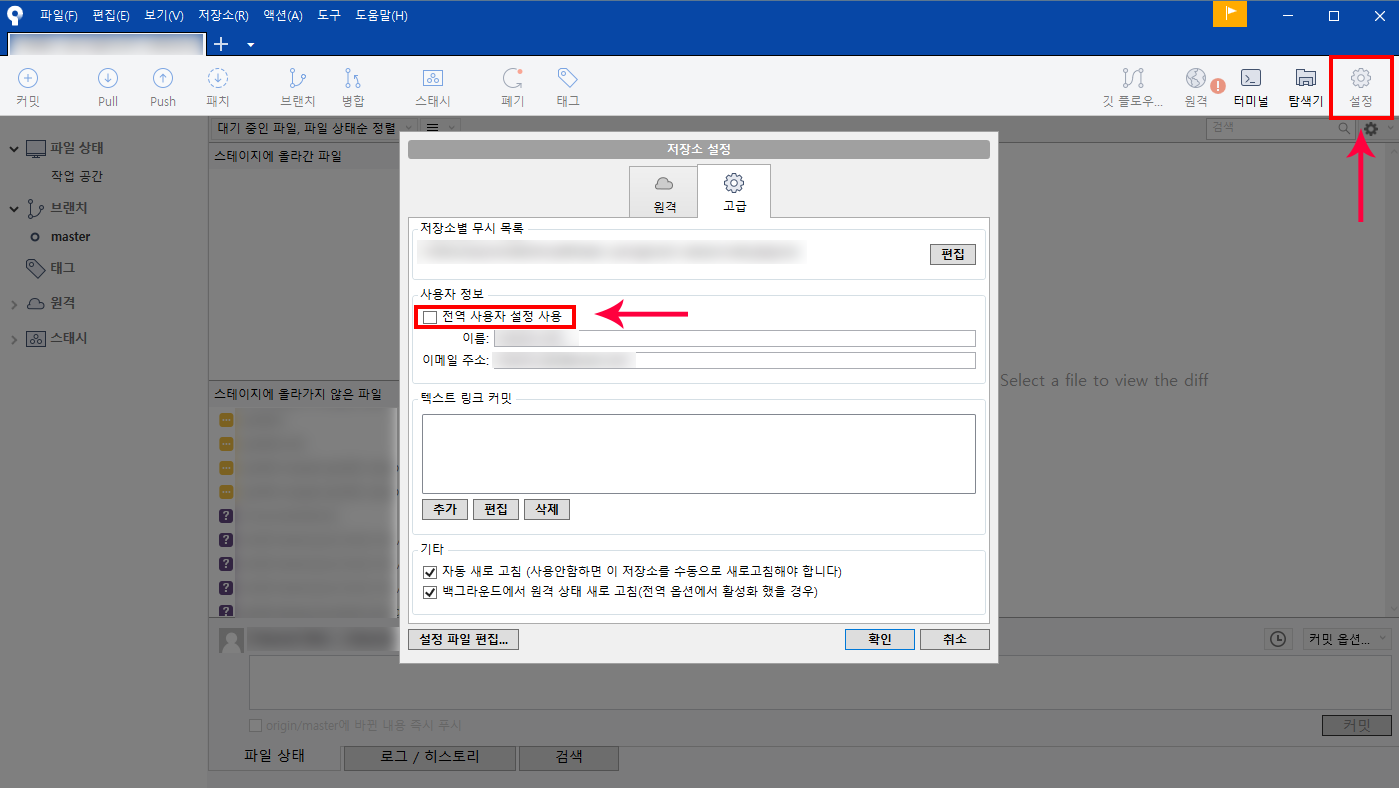 파일(F) 편집(E) 보기(V) 저장소(R) 액션(A) 도구 도움말(H)
커밋 Pull Push 패치 브랜치 병합 스태시 폐기 태그 깃 플로우... 원격 터미널 탐색기 설정
대기 중인 파일, 파일 상태순 정렬
검색
파일 상태
작업 공간
브랜치
master
태그
원격
스태시
스테이지에 올라간 파일
스테이지에 올라가지 않은 파일
저장소 설정
원격 고급
저장소별 무시 목록
편집
사용자 정보
전역 사용자 설정 사용
이름:
이메일 주소:
텍스트 링크 커밋
추가 편집 삭제
기타
자동 새로 고침 (사용안함하면 이 저장소를 수동으로 새로고침해야 합니다)
백그라운드에서 원격 상태 새로 고침(전역 옵션에서 활성화 했을 경우)
설정 파일 편집... 확인 취소
Select a file to view the diff
커밋 옵션...
origin/master에 바뀐 내용 즉시 푸시
커밋
파일 상태 로그 / 히스토리 검색